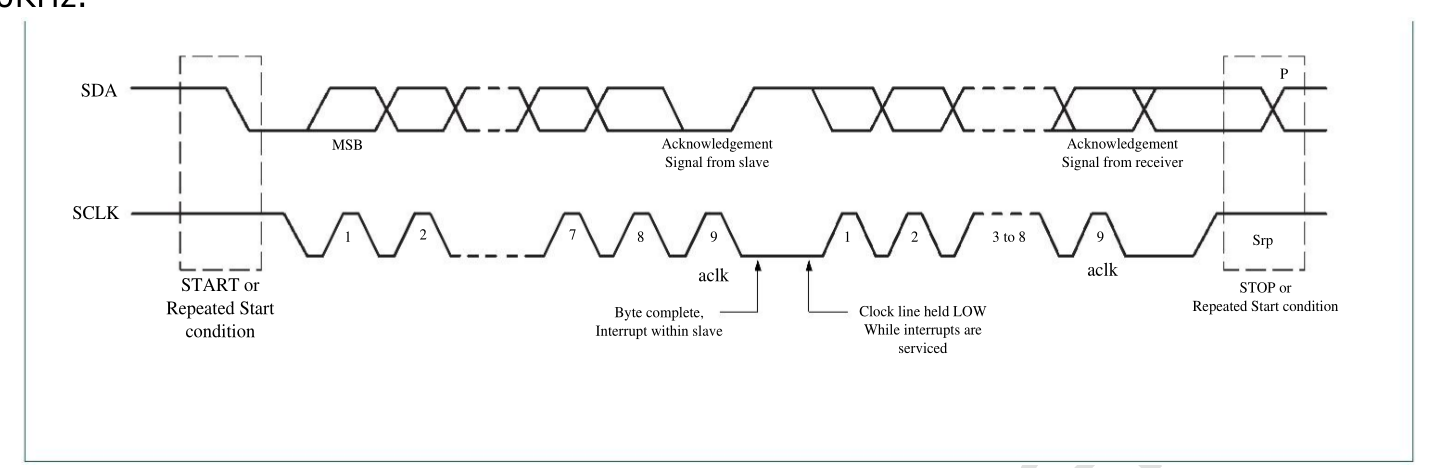 0KHz.
P
SDA
MSB
Acknowledgement
Signal from slave
Acknowledgement
Signal from receiver
SCLK
1
2
7
8
9
1
2
3 to 8
9
Srp
aclk
aclk
START or
Repeated Start
condition
Byte complete,
Interrupt within slave
Clock line held LOW
While interrupts are
serviced
STOP or
Repeated Start condition